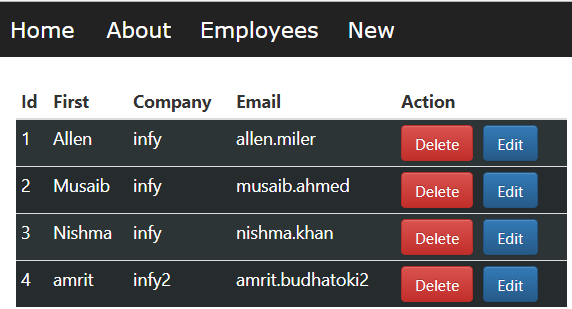 Home About Employees New
Id First Company Email Action
1 Allen infy allen.miler Delete Edit
2 Musaib infy musaib.ahmed Delete Edit
3 Nishma infy nishma.khan Delete Edit
4 amrit infy2 amrit.budhatoki2 Delete Edit